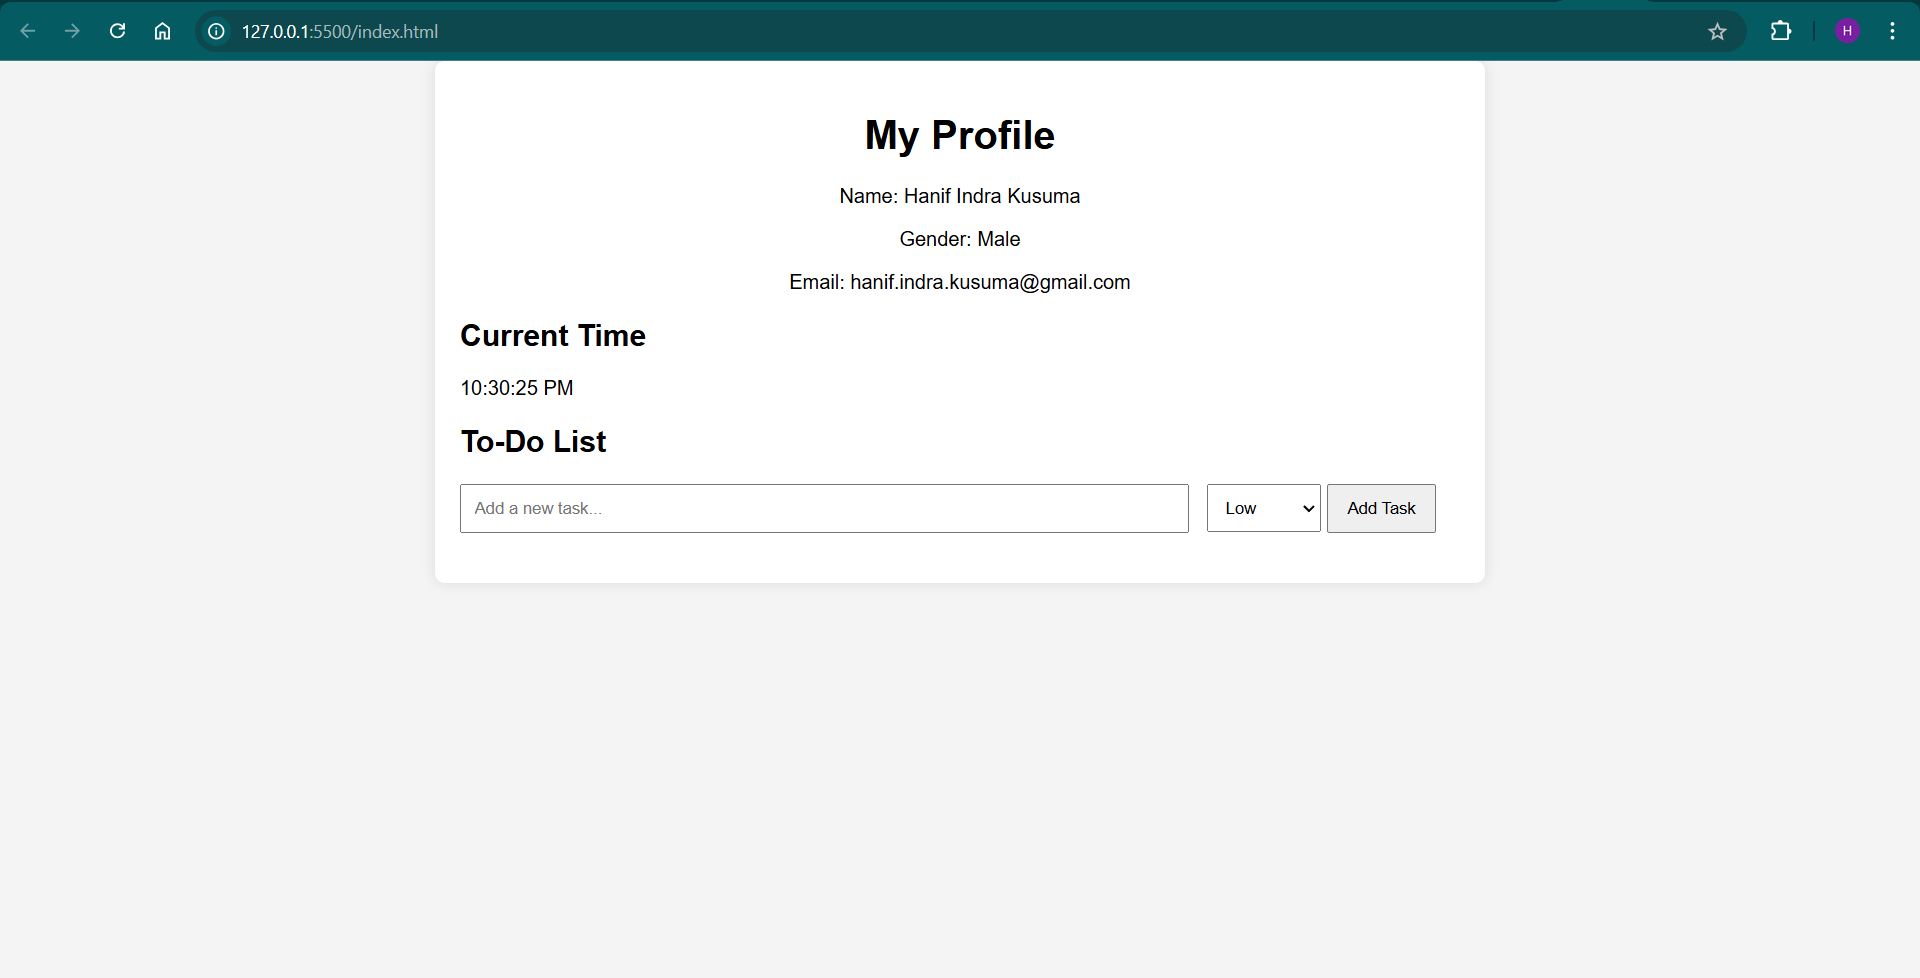 127.0.0.1:5500/index.html
H
My Profile
Name: Hanif Indra Kusuma
Gender: Male
Email: hanif.indra.kusuma@gmail.com
Current Time
10:30:25 PM
To-Do List
Add a new task... Low Add Task